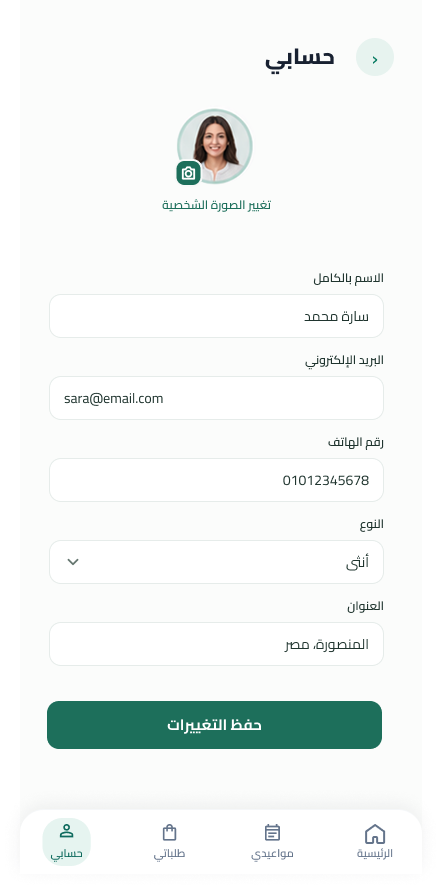 حسابي
تغيير الصورة الشخصية
الاسم بالكامل
سارة محمد
البريد الإلكتروني
sara@email.com
رقم الهاتف
01012345678
النوع
أنثى
العنوان
المنصورة، مصر
حفظ التغييرات
الرئيسية
مواعيدي
طلباتي
حسابي